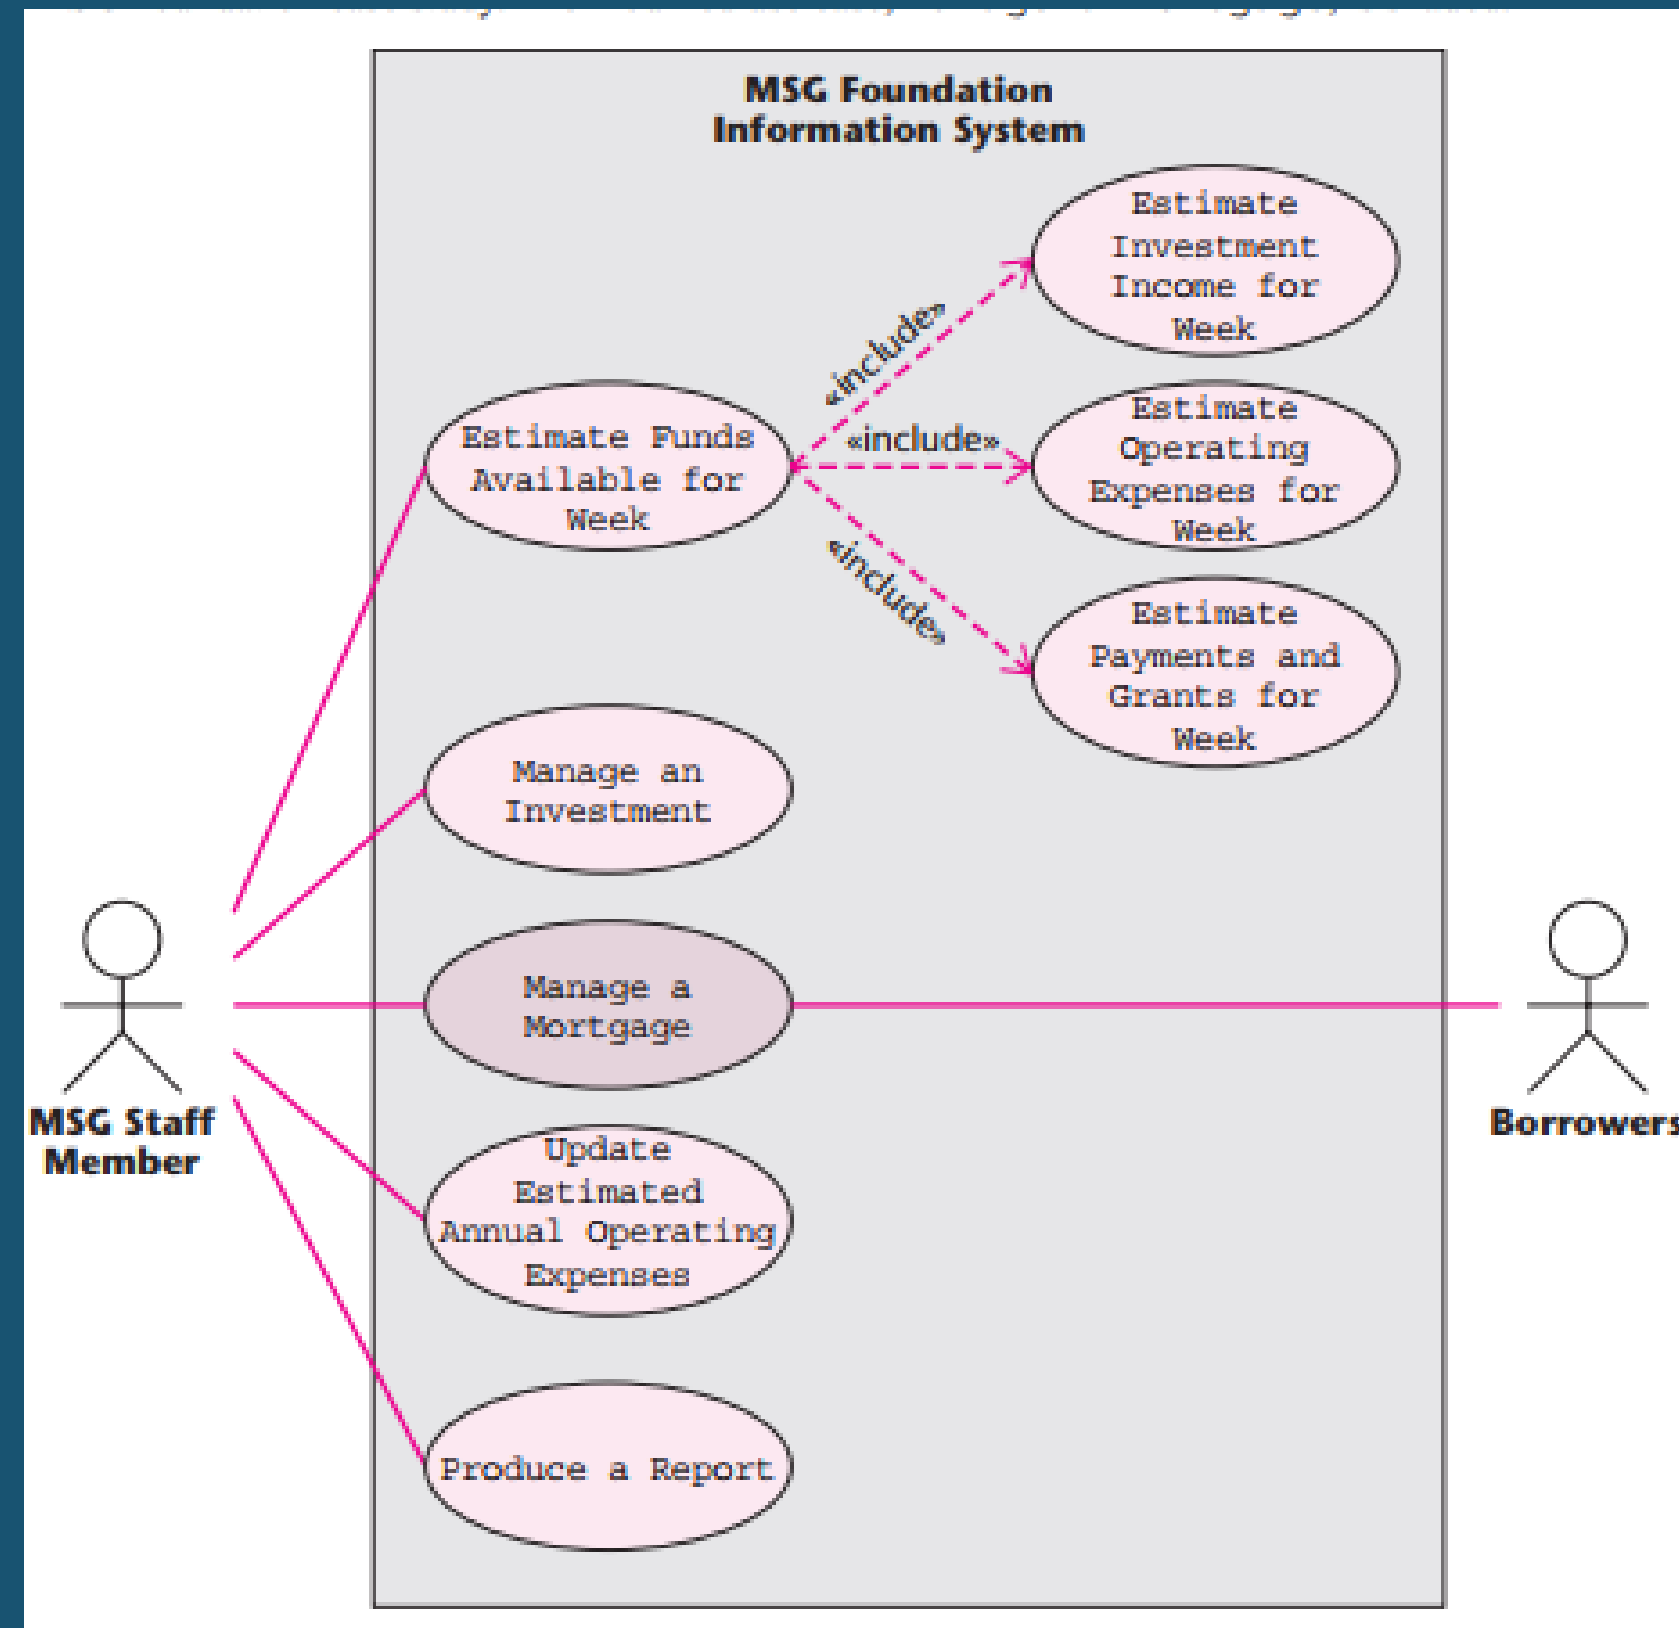 MSG Foundation
Information System
Estimate
Investment
Income for
Week
«include»
Estimate Funds
Available for
Week
«include»
Estimate
Operating
Expenses for
Week
«include»
Estimate
Payments and
Grants for
Week
Manage an
Investment
Manage a
Mortgage
MSG Staff
Member
Borrowers
Update
Estimated
Annual Operating
Expenses
Produce a Report